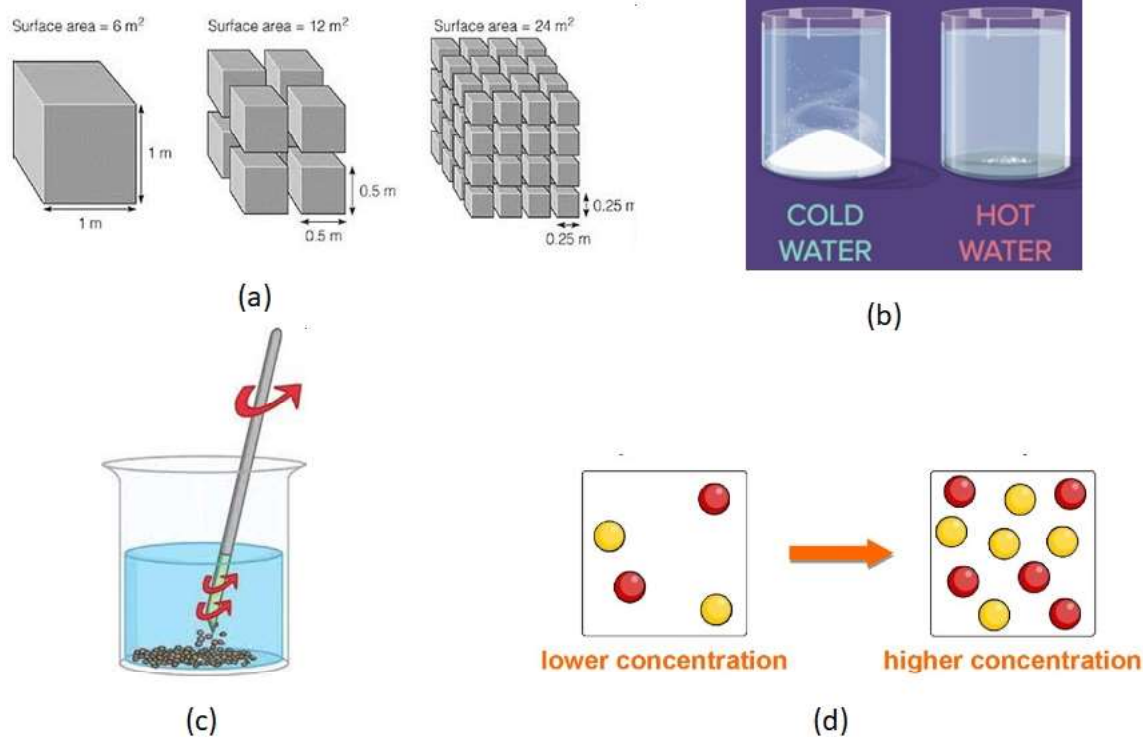 Surface area = 6 m²
Surface area = 12 m²
Surface area = 24 m²
1 m
1 m
0.5 m
0.5 m
0.25 m
0.25 m
(a)
COLD
WATER
HOT
WATER
(b)
(c)
lower concentration
higher concentration
(d)